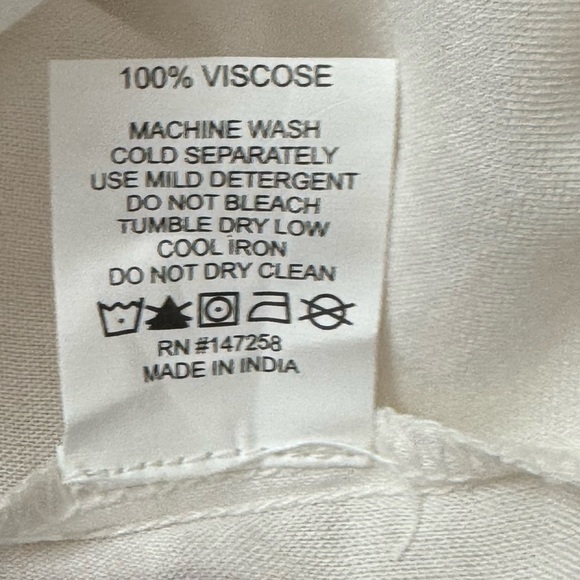 100% VISCOSE
MACHINE WASH
COLD SEPARATELY
USE MILD DETERGENT
DO NOT BLEACH
TUMBLE DRY LOW
COOL IRON
DO NOT DRY CLEAN
RN #147258
MADE IN INDIA